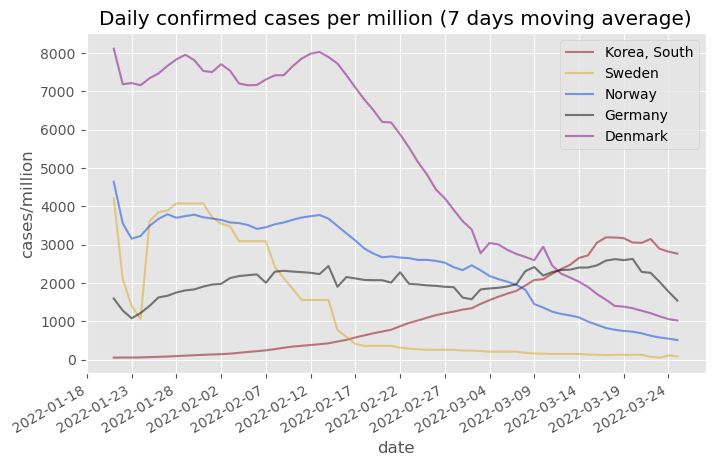 Daily confirmed cases per million (7 days moving average)
8000
7000
6000
5000
4000
3000
2000
1000
0
cases/million
Korea, South
Sweden
Norway
Germany
Denmark
2022-01-18
2022-01-23
2022-01-28
2022-02-02
2022-02-07
2022-02-12
2022-02-17
2022-02-22
2022-02-27
2022-03-04
2022-03-09
2022-03-14
2022-03-19
2022-03-24
date